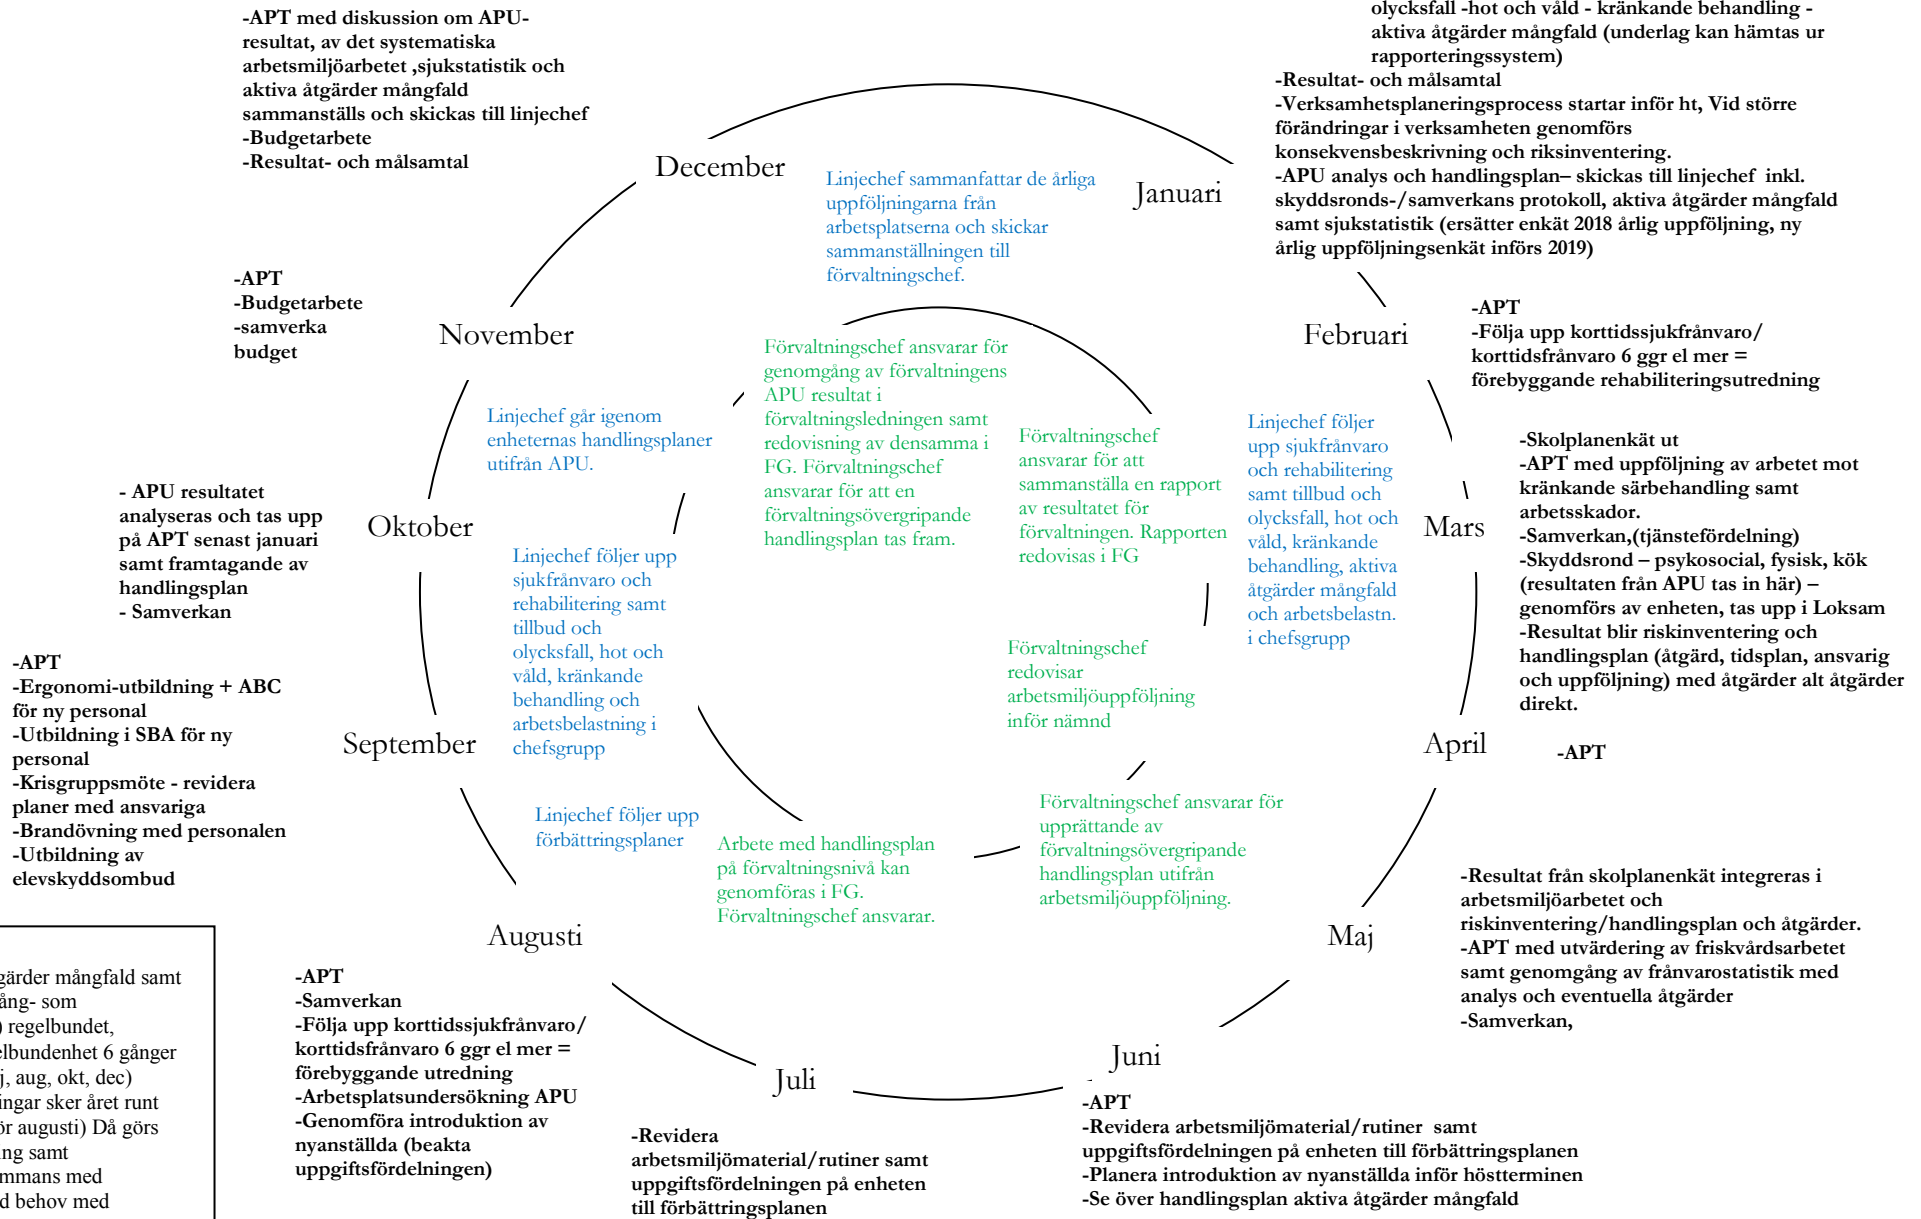 -APT med diskussion om APU-
resultat, av det systematiska
arbetsmiljöarbetet ,sjukstatistik och
aktiva åtgärder mångfald
sammanställs och skickas till linjechef
-Budgetarbete
-Resultat- och målsamtal
December
olycksfall -hot och våld - kränkande behandling -
aktiva åtgärder mångfald (underlag kan hämtas ur
rapporteringssystem)
-Resultat- och målsamtal
-Verksamhetsplaneringsprocess startar inför ht, Vid större
förändringar i verksamheten genomförs
konsekvensbeskrivning och riksinventering.
-APU analys och handlingsplan– skickas till linjechef inkl.
skyddsronds-/samverkans protokoll, aktiva åtgärder mångfald
samt sjukstatistik (ersätter enkät 2018 årlig uppföljning, ny
årlig uppföljningsenkät införs 2019)
Januari
Linjechef sammanfattar de årliga
uppföljningarna från
arbetsplatserna och skickar
sammanställningen till
förvaltningschef.
-APT
-Budgetarbete
-samverka
budget
November
Februari
-APT
-Följa upp korttidssjukfrånvaro/
korttidsfrånvaro 6 ggr el mer =
förebyggande rehabiliteringsutredning
Förvaltningschef ansvarar för
genomgång av förvaltningens
APU resultat i
förvaltningsledningen samt
redovisning av densamma i
FG. Förvaltningschef
ansvarar för att en
förvaltningsövergripande
handlingsplan tas fram.
Linjechef går igenom
enheternas handlingsplaner
utifrån APU.
Förvaltningschef
ansvarar för att
sammanställa en rapport
av resultatet för
förvaltningen. Rapporten
redovisas i FG
Linjechef följer
upp sjukfrånvaro
och rehabilitering
samt tillbud och
olycksfall, hot och
våld, kränkande
behandling, aktiva
åtgärder mångfald
och arbetsbelastn.
i chefsgrupp
Mars
-Skolplanenkät ut
-APT med uppföljning av arbetet mot
kränkande särbehandling samt
arbetsskador.
-Samverkan,(tjänstefördelning)
-Skyddsrond – psykosocial, fysisk, kök
(resultaten från APU tas in här) –
genomförs av enheten, tas upp i Loksam
-Resultat blir riskinventering och
handlingsplan (åtgärd, tidsplan, ansvarig
och uppföljning) med åtgärder alt åtgärder
direkt.
- APU resultatet
analyseras och tas upp
på APT senast januari
samt framtagande av
handlingsplan
- Samverkan
Oktober
Linjechef följer upp
sjukfrånvaro och
rehabilitering samt
tillbud och
olycksfall, hot och
våld, kränkande
behandling och
arbetsbelastning i
chefsgrupp
Förvaltningschef
redovisar
arbetsmiljöuppföljning
inför nämnd
-APT
-Ergonomi-utbildning + ABC
för ny personal
-Utbildning i SBA för ny
personal
-Krisgruppsmöte - revidera
planer med ansvariga
-Brandövning med personalen
-Utbildning av
elevskyddsombud
September
April
-APT
Linjechef följer upp
förbättringsplaner
Arbete med handlingsplan
på förvaltningsnivå kan
genomföras i FG.
Förvaltningschef ansvarar.
Förvaltningschef ansvarar för
upprättande av
förvaltningsövergripande
handlingsplan utifrån
arbetsmiljöuppföljning.
Augusti
Maj
-Resultat från skolplanenkät integreras i
arbetsmiljöarbetet och
riskinventering/handlingsplan och åtgärder.
-APT med utvärdering av friskvårdsarbetet
samt genomgång av frånvarostatistik med
analys och eventuella åtgärder
-Samverkan,
gärder mångfald samt
ång- som
) regelbundet,
elbundenhet 6 gånger
j, aug, okt, dec)
ingar sker året runt
ör augusti) Då görs
ing samt
mmans med
d behov med
-APT
-Samverkan
-Följa upp korttidssjukfrånvaro/
korttidsfrånvaro 6 ggr el mer =
förebyggande utredning
-Arbetsplatsundersökning APU
-Genomföra introduktion av
nyanställda (beakta
uppgiftsfördelningen)
Juli
-Revidera
arbetsmiljömaterial/rutiner samt
uppgiftsfördelningen på enheten
till förbättringsplanen
Juni
-APT
-Revidera arbetsmiljömaterial/rutiner samt
uppgiftsfördelningen på enheten till förbättringsplanen
-Planera introduktion av nyanställda inför höstterminen
-Se över handlingsplan aktiva åtgärder mångfald